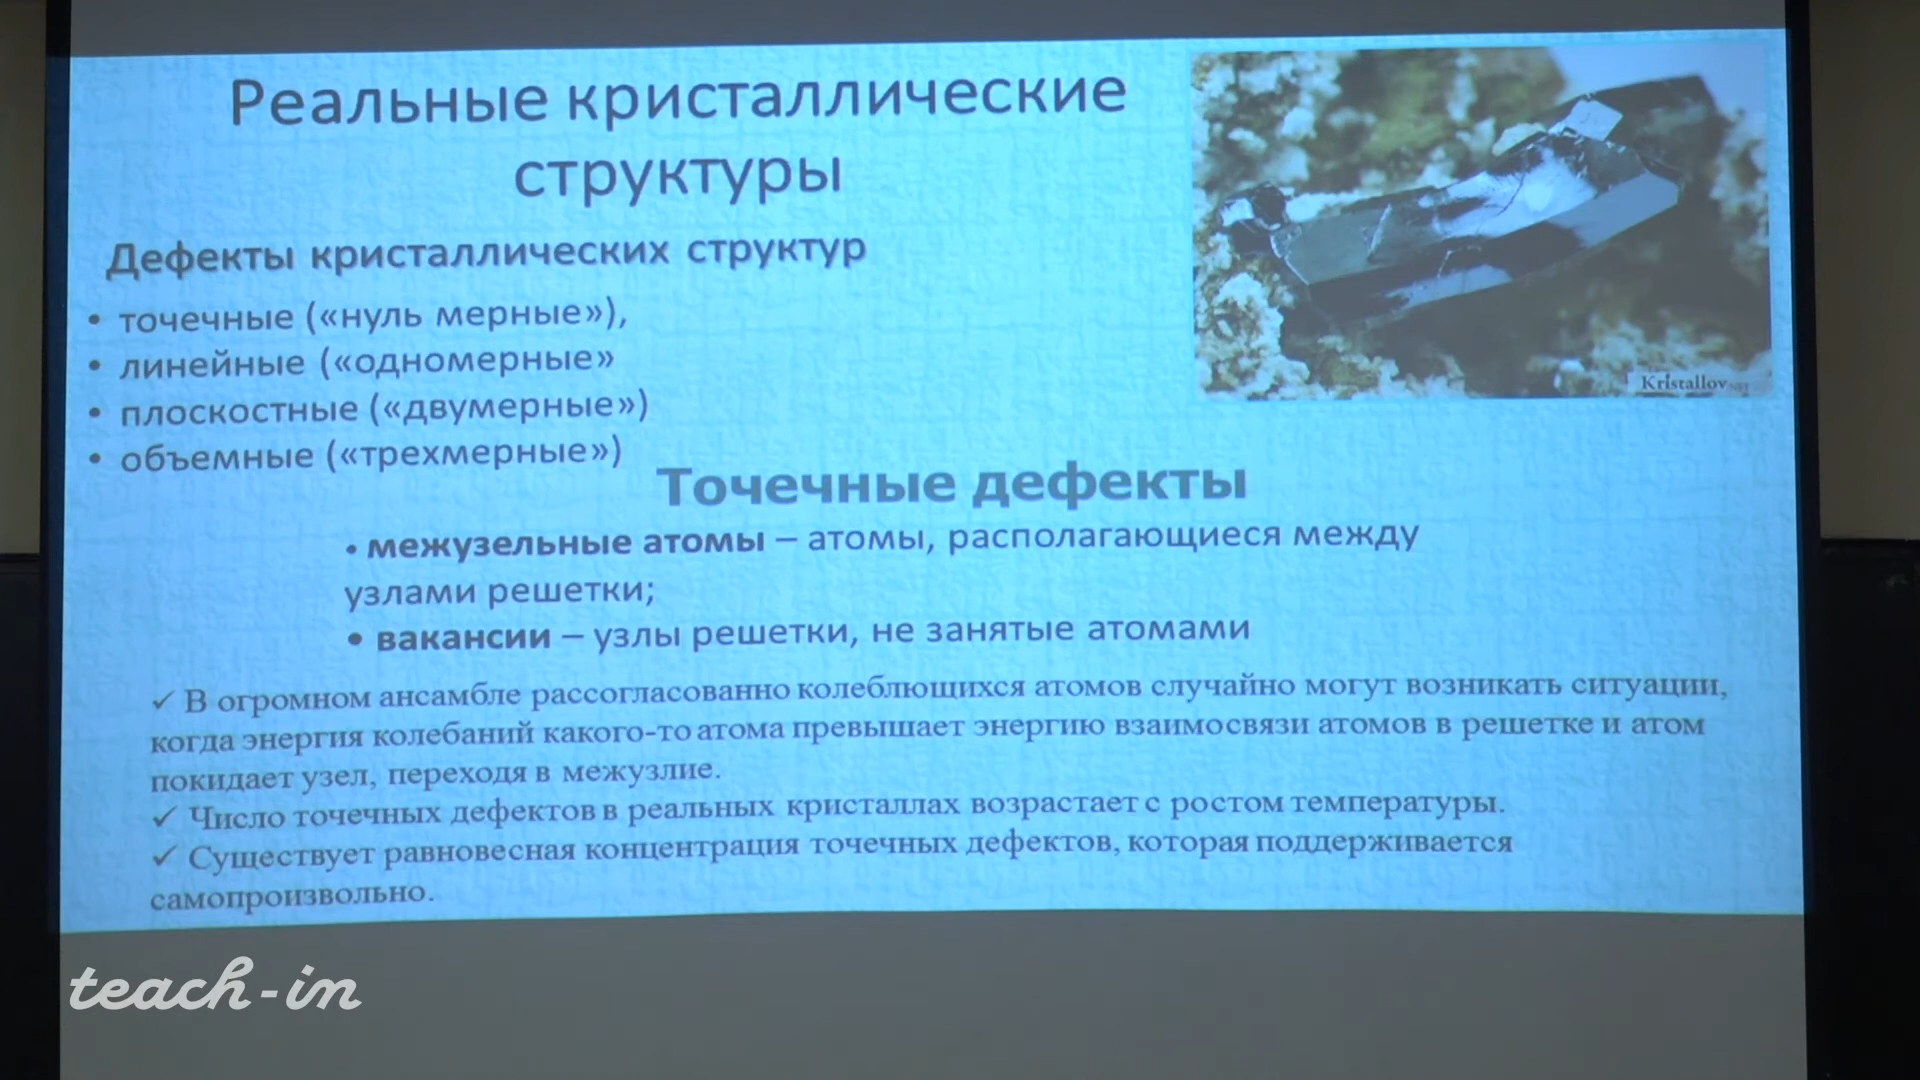 Реальные кристаллические
структуры
Дефекты кристаллических структур
• точечные («нуль мерные»),
• линейные («одномерные»
• плоскостные («двумерные»)
• объемные («трехмерные»)
Kristallov
Точечные дефекты
• межузельные атомы – атомы, располагающиеся между
узлами решетки;
• вакансии – узлы решетки, не занятые атомами
✓ В огромном ансамбле рассогласованно колеблющихся атомов случайно могут возникать ситуации,
когда энергия колебаний какого-то атома превышает энергию взаимосвязи атомов в решетке и атом
покидает узел, переходя в межузлие.
✓ Число точечных дефектов в реальных кристаллах возрастает с ростом температуры.
✓ Существует равновесная концентрация точечных дефектов, которая поддерживается
самопроизвольно.
teach-in